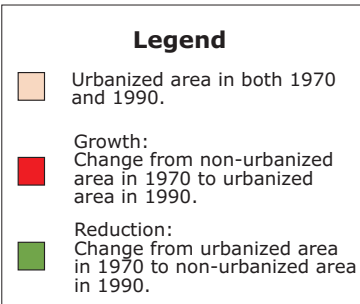 Legend
Urbanized area in both 1970
and 1990.
Growth:
Change from non-urbanized
area in 1970 to urbanized
area in 1990.
Reduction:
Change from urbanized area
in 1970 to non-urbanized area
in 1990.